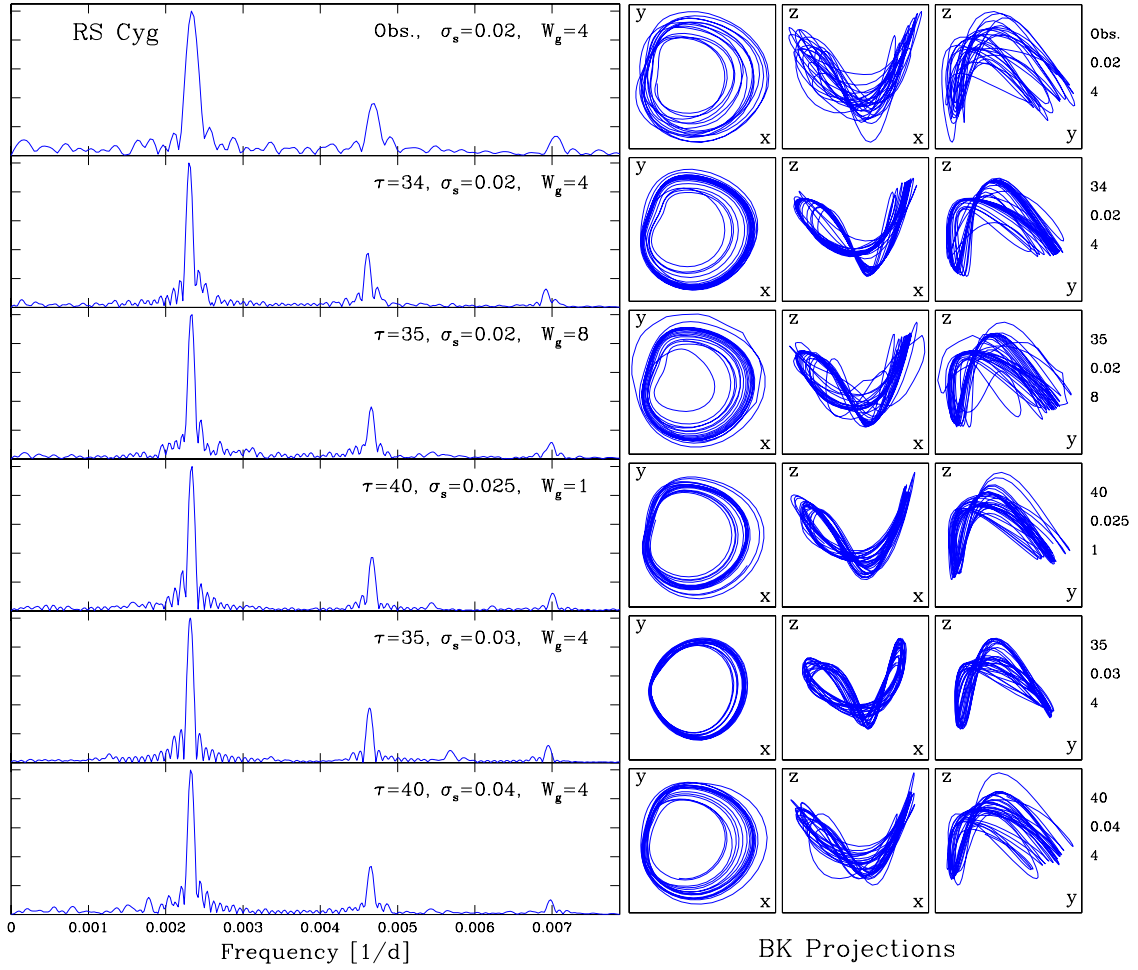 RS Cyg
Obs., σs=0.02, Wg=4
y
x
z
x
z
y
Obs.
0.02
4
τ=34, σs=0.02, Wg=4
y
x
z
x
z
y
34
0.02
4
τ=35, σs=0.02, Wg=8
y
x
z
x
z
y
35
0.02
8
τ=40, σs=0.025, Wg=1
y
x
z
x
z
y
40
0.025
1
τ=35, σs=0.03, Wg=4
y
x
z
x
z
y
35
0.03
4
τ=40, σs=0.04, Wg=4
y
x
z
x
z
y
40
0.04
4
0 0.001 0.002 0.003 0.004 0.005 0.006 0.007
Frequency [1/d]
BK Projections